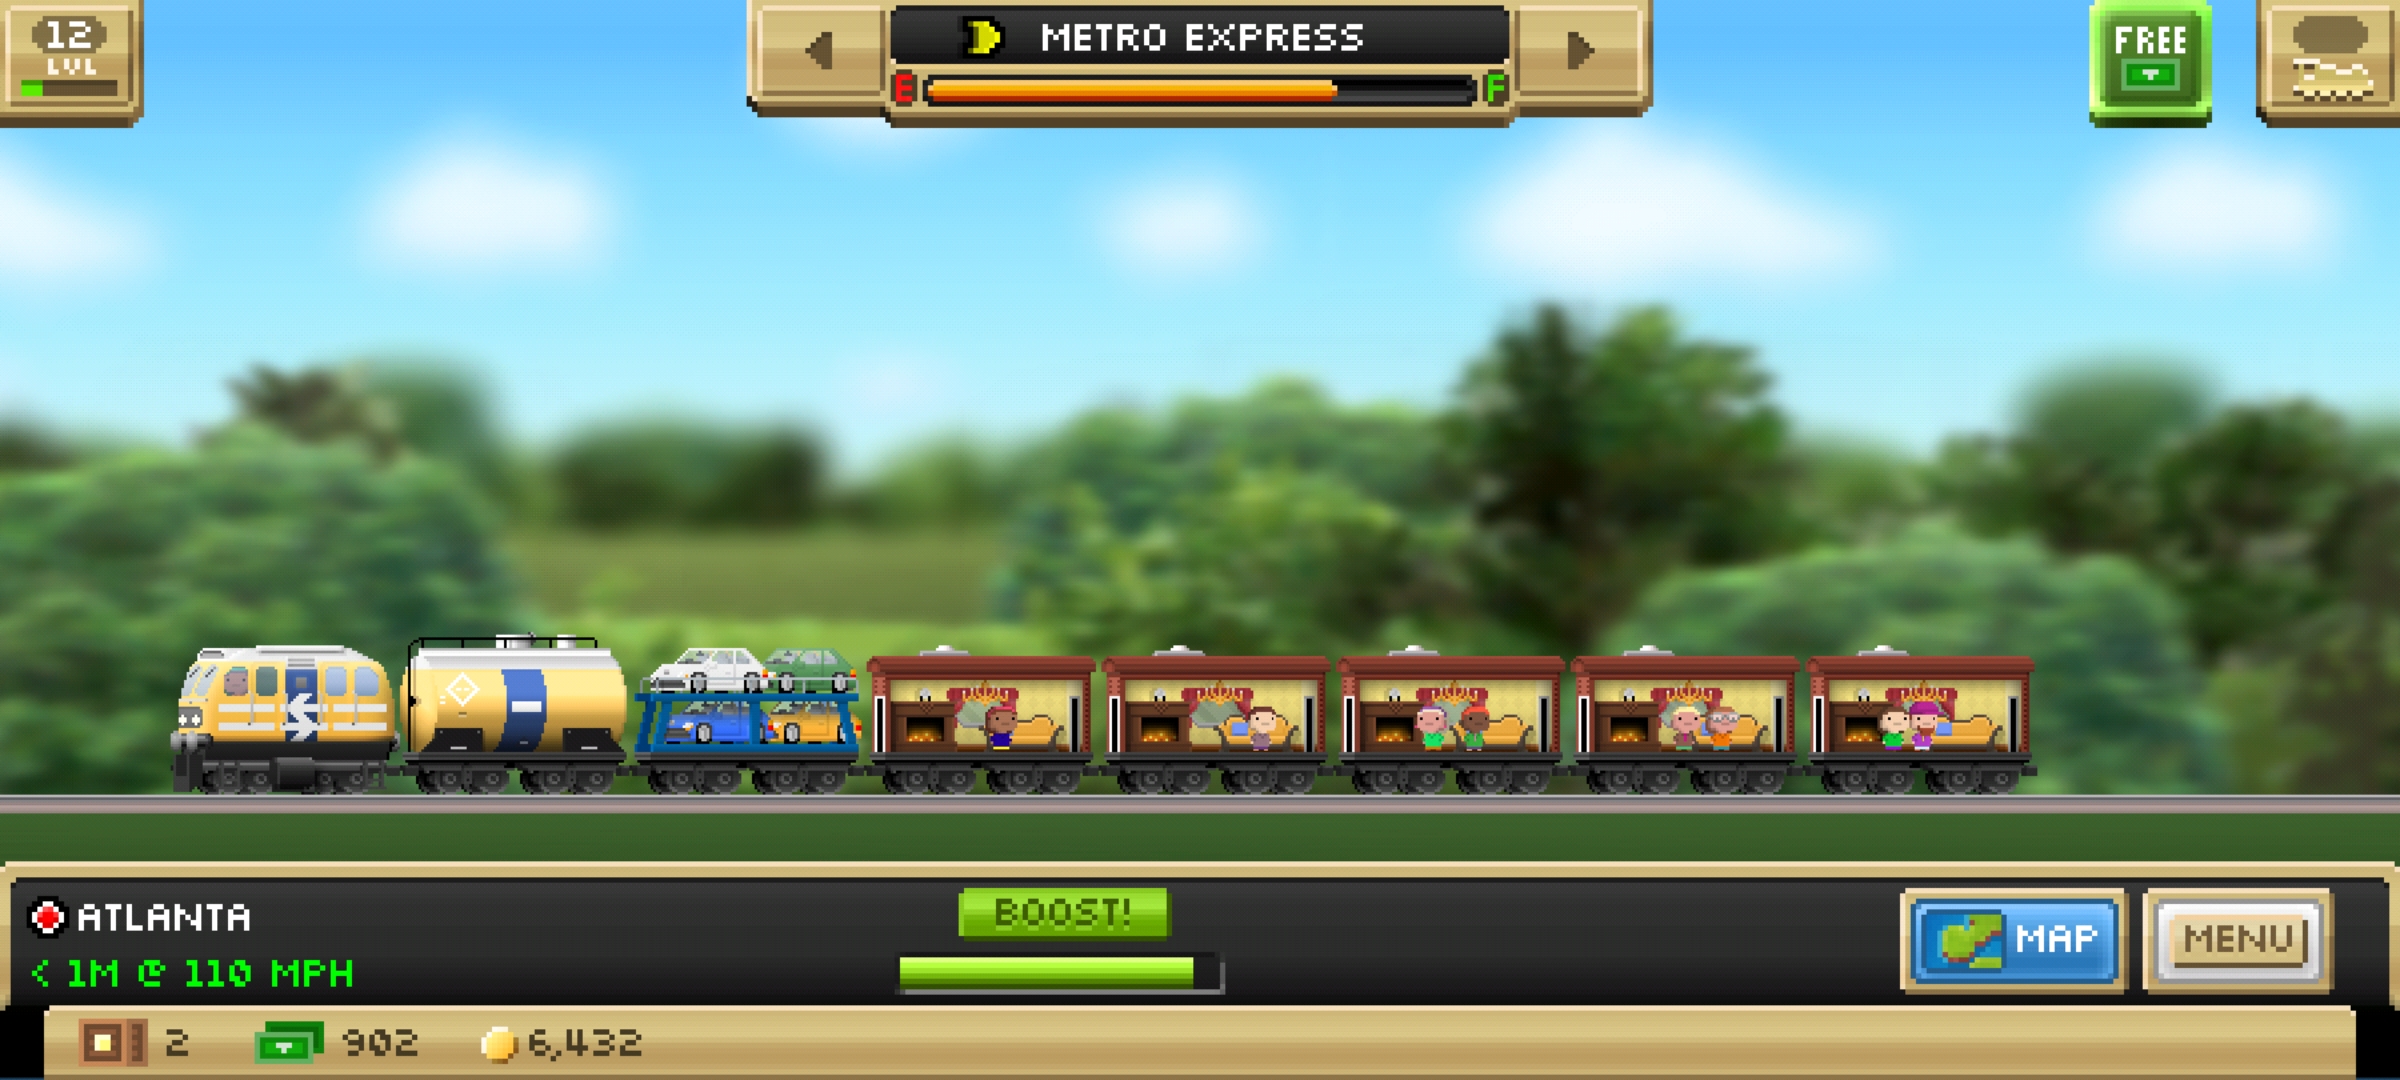 12
LVL
METRO EXPRESS
E
F
FREE
ATLANTA
< 1M @ 110 MPH
BOOST!
MAP
MENU
2
902
6,432